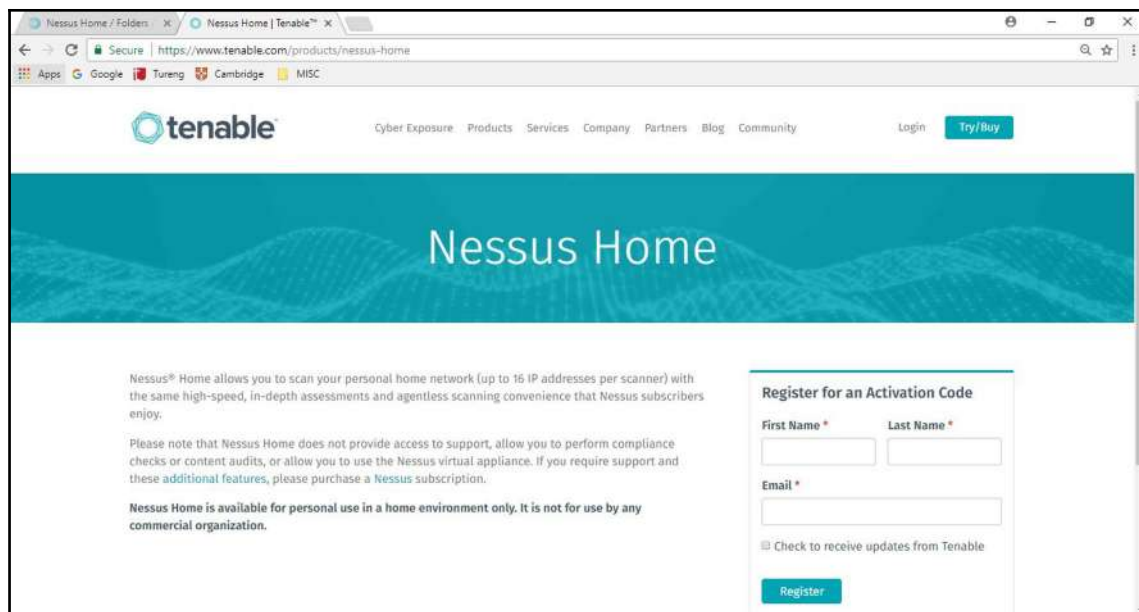 Nessus Home / Folders
Nessus Home | Tenable™
Secure | https://www.tenable.com/products/nessus-home
Apps Google Tureng Cambridge MISC
tenable
Cyber Exposure Products Services Company Partners Blog Community
Login Try/Buy
Nessus Home
Nessus® Home allows you to scan your personal home network (up to 16 IP addresses per scanner) with
the same high-speed, in-depth assessments and agentless scanning convenience that Nessus subscribers
enjoy.
Please note that Nessus Home does not provide access to support, allow you to perform compliance
checks or content audits, or allow you to use the Nessus virtual appliance. If you require support and
these additional features, please purchase a Nessus subscription.
Nessus Home is available for personal use in a home environment only. It is not for use by any
commercial organization.
Register for an Activation Code
First Name * Last Name *
Email *
Check to receive updates from Tenable
Register